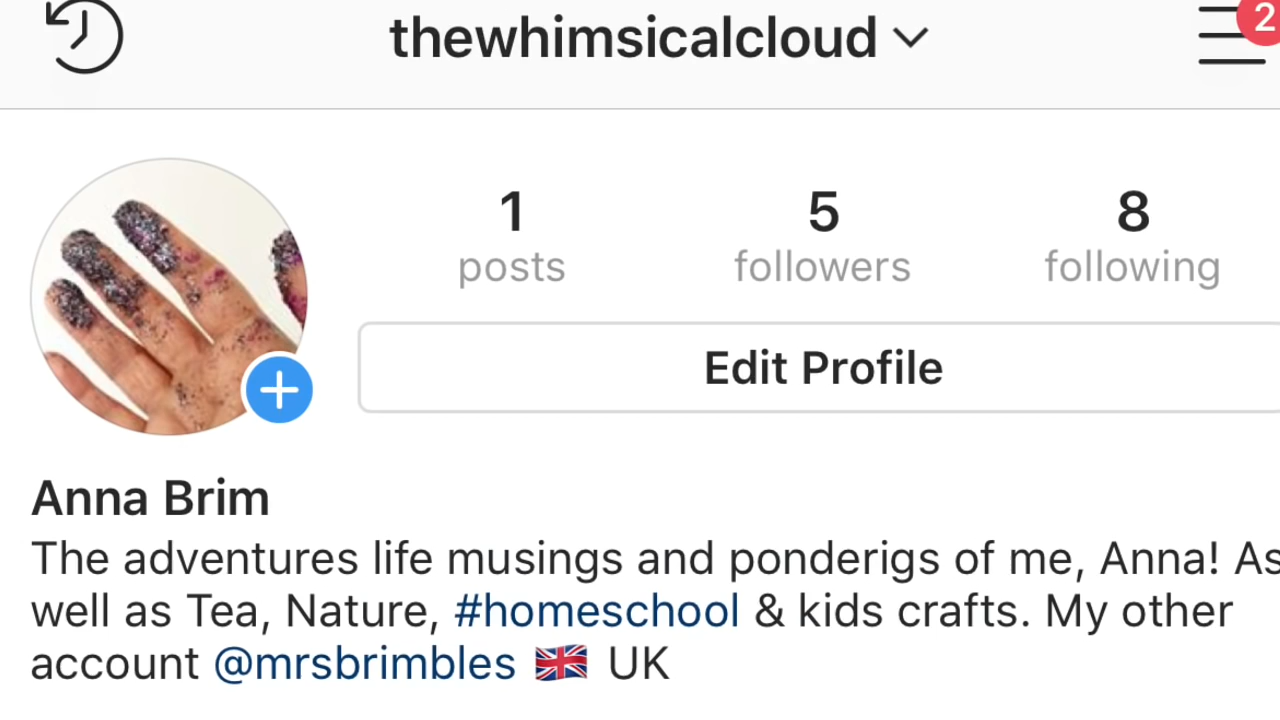 thewhimsicalcloud
2
1 5 8
posts followers following
Edit Profile
Anna Brim
The adventures life musings and ponderigs of me, Anna! As
well as Tea, Nature, #homeschool & kids crafts. My other
account @mrsbrimbles 🇬🇧 UK